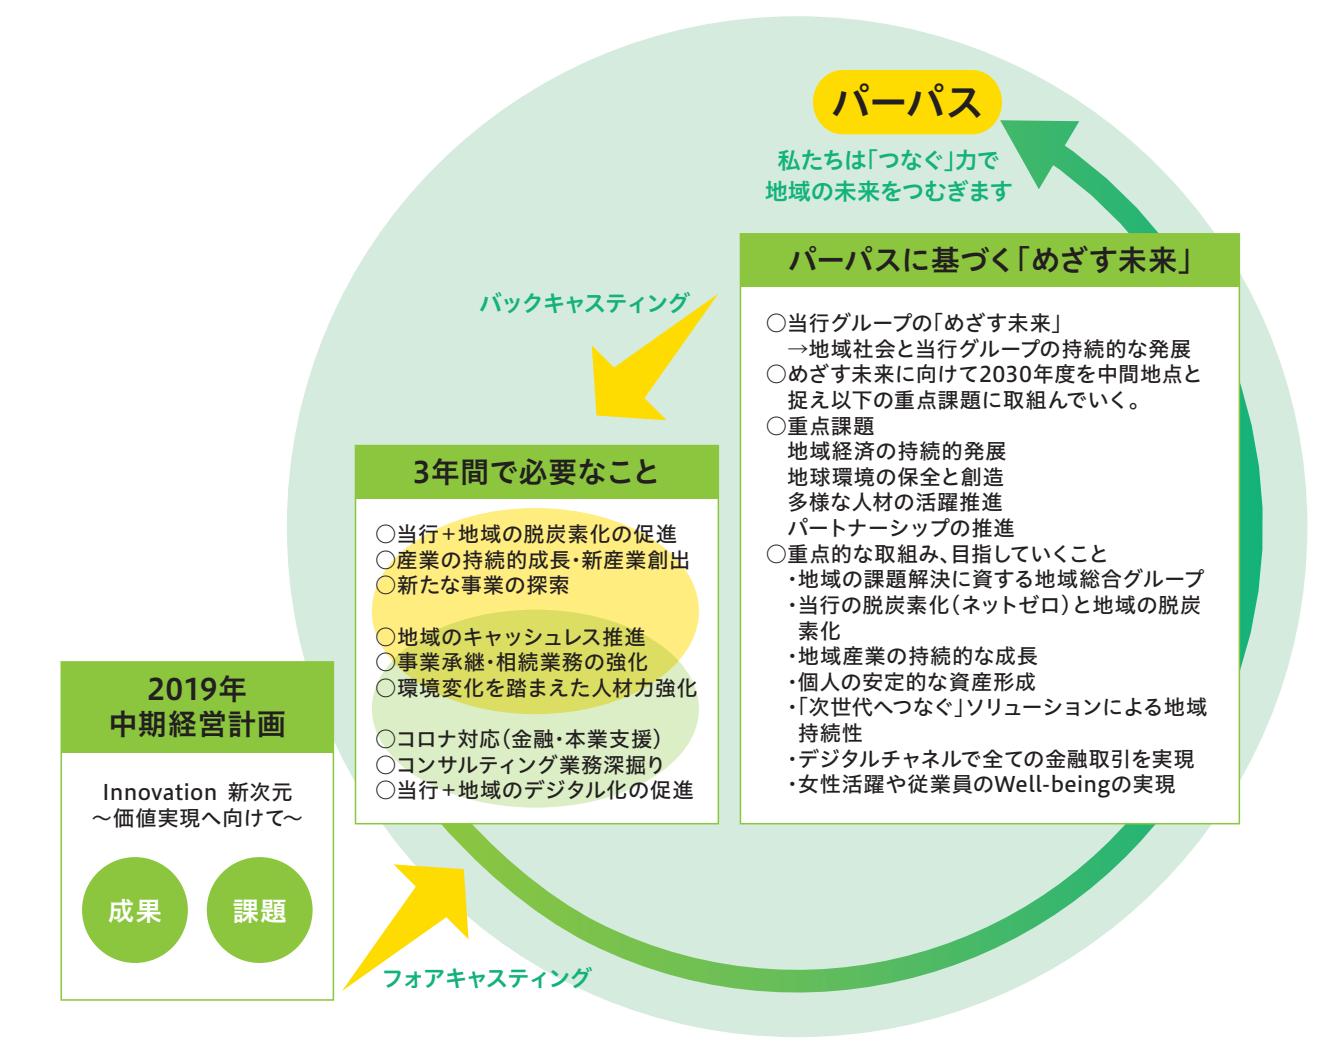 パーパス
私たちは「つなぐ」力で
地域の未来をつむぎます
パーパスに基づく「めざす未来」
○当行グループの「めざす未来」
→地域社会と当行グループの持続的な発展
○めざす未来に向けて2030年度を中間地点と
捉え以下の重点課題に取組んでいく。
○重点課題
地域経済の持続的発展
地球環境の保全と創造
多様な人材の活躍推進
パートナーシップの推進
○重点的な取組み、目指していくこと
・地域の課題解決に資する地域総合グループ
・当行の脱炭素化(ネットゼロ)と地域の脱炭
素化
・地域産業の持続的な成長
・個人の安定的な資産形成
・「次世代へつなぐ」ソリューションによる地域
持続性
・デジタルチャネルで全ての金融取引を実現
・女性活躍や従業員のWell-beingの実現
バックキャスティング
3年間で必要なこと
○当行+地域の脱炭素化の促進
○産業の持続的成長・新産業創出
○新たな事業の探索
○地域のキャッシュレス推進
○事業承継・相続業務の強化
○環境変化を踏まえた人材力強化
○コロナ対応(金融・本業支援)
○コンサルティング業務深掘り
○当行+地域のデジタル化の促進
2019年
中期経営計画
Innovation 新次元
~価値実現へ向けて~
成果
課題
フォアキャスティング